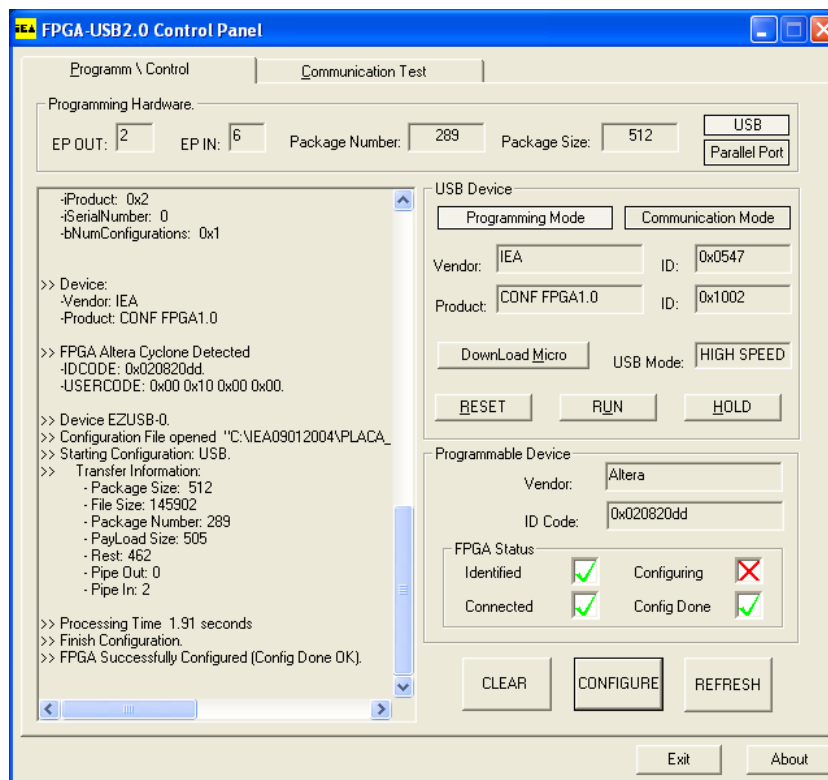 iEA FPGA-USB2.0 Control Panel
Programm \ Control
Communication Test
Programming Hardware.
EP OUT: 2 EP IN: 6 Package Number: 289 Package Size: 512
USB
Parallel Port
-iProduct: 0x2
-iSerialNumber: 0
-bNumConfigurations: 0x1
>> Device:
-Vendor: IEA
-Product: CONF FPGA1.0
>> FPGA Altera Cyclone Detected
-IDCODE: 0x020820dd.
-USERCODE: 0x00 0x10 0x00 0x00.
>> Device EZUSB-0.
>> Configuration File opened "C:\IEA09012004\PLACA_
>> Starting Configuration: USB.
>> Transfer Information:
- Package Size: 512
- File Size: 145902
- Package Number: 289
- PayLoad Size: 505
- Rest: 462
- Pipe Out: 0
- Pipe In: 2
>> Processing Time 1.91 seconds
>> Finish Configuration.
>> FPGA Successfully Configured (Config Done OK).
USB Device
Programming Mode Communication Mode
Vendor: IEA ID: 0x0547
Product: CONF FPGA1.0 ID: 0x1002
DownLoad Micro USB Mode: HIGH SPEED
RESET RUN HOLD
Programmable Device
Vendor: Altera
ID Code: 0x020820dd
FPGA Status
Identified Configuring
Connected Config Done
CLEAR CONFIGURE REFRESH
Exit About